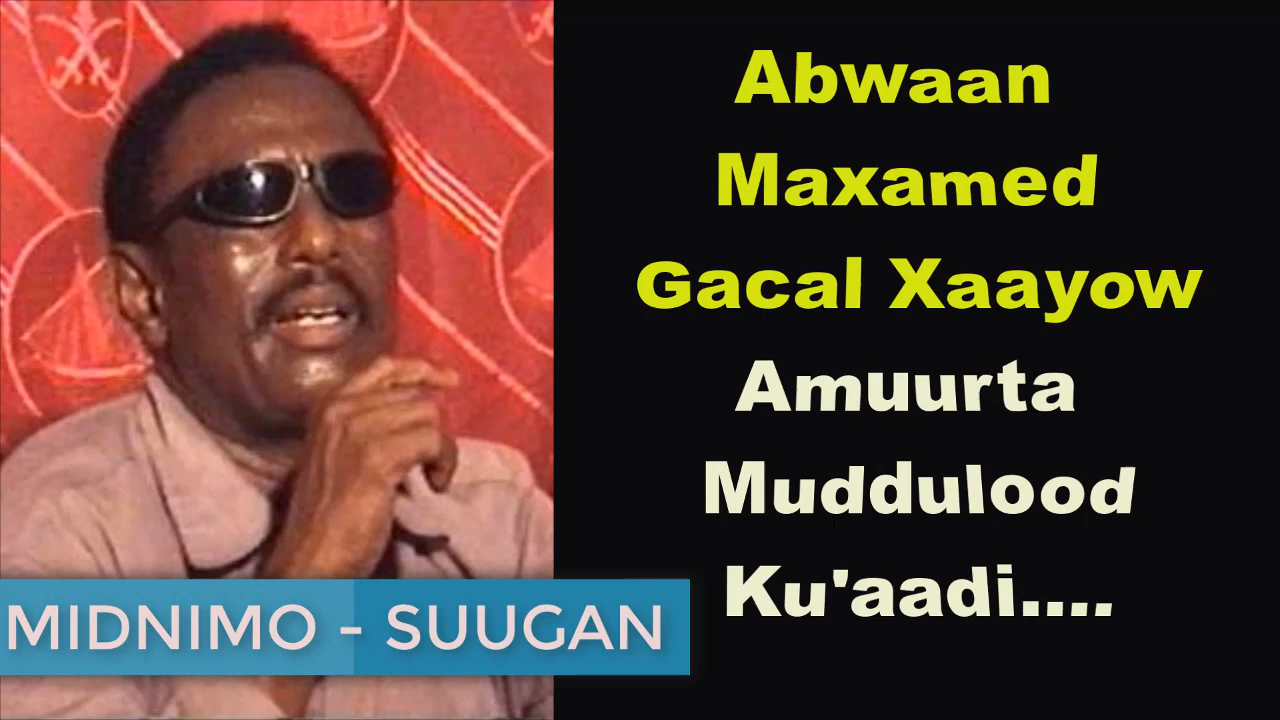 Abwaan
Maxamed
Gacal Xaayow
Amuurta
Muddulood
Ku'aadi....
MIDNIMO - SUUGAN